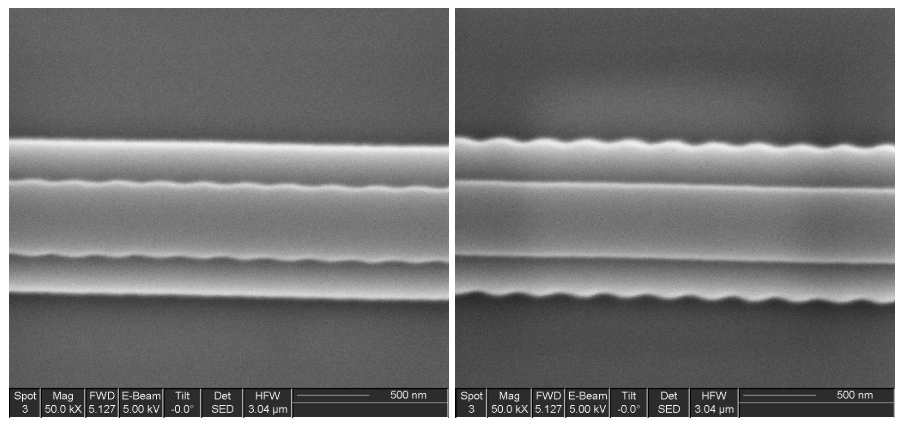 Spot Mag FWD E-Beam Tilt Det HFW 500 nm
3 50.0 kX 5.127 5.00 kV -0.0° SED 3.04 µm
Spot Mag FWD E-Beam Tilt Det HFW 500 nm
3 50.0 kX 5.127 5.00 kV -0.0° SED 3.04 µm